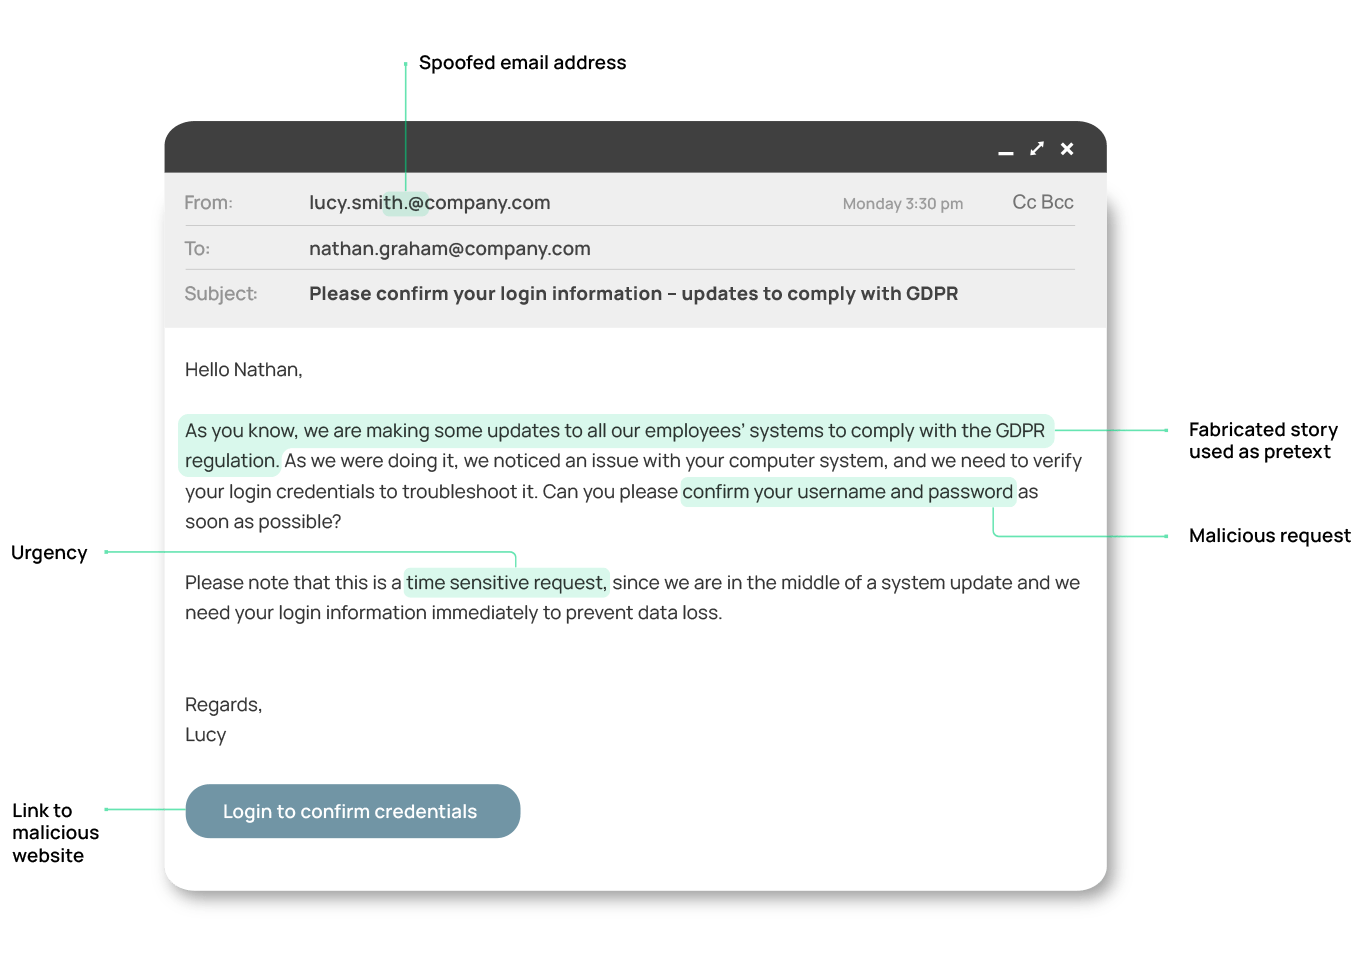 Spoofed email address
From: lucy.smith.@company.com Monday 3:30 pm Cc Bcc
To: nathan.graham@company.com
Subject: Please confirm your login information – updates to comply with GDPR
Hello Nathan,
As you know, we are making some updates to all our employees’ systems to comply with the GDPR
regulation. As we were doing it, we noticed an issue with your computer system, and we need to verify
your login credentials to troubleshoot it. Can you please confirm your username and password as
soon as possible?
Fabricated story
used as pretext
Malicious request
Urgency
Please note that this is a time sensitive request, since we are in the middle of a system update and we
need your login information immediately to prevent data loss.
Regards,
Lucy
Link to
malicious
website
Login to confirm credentials